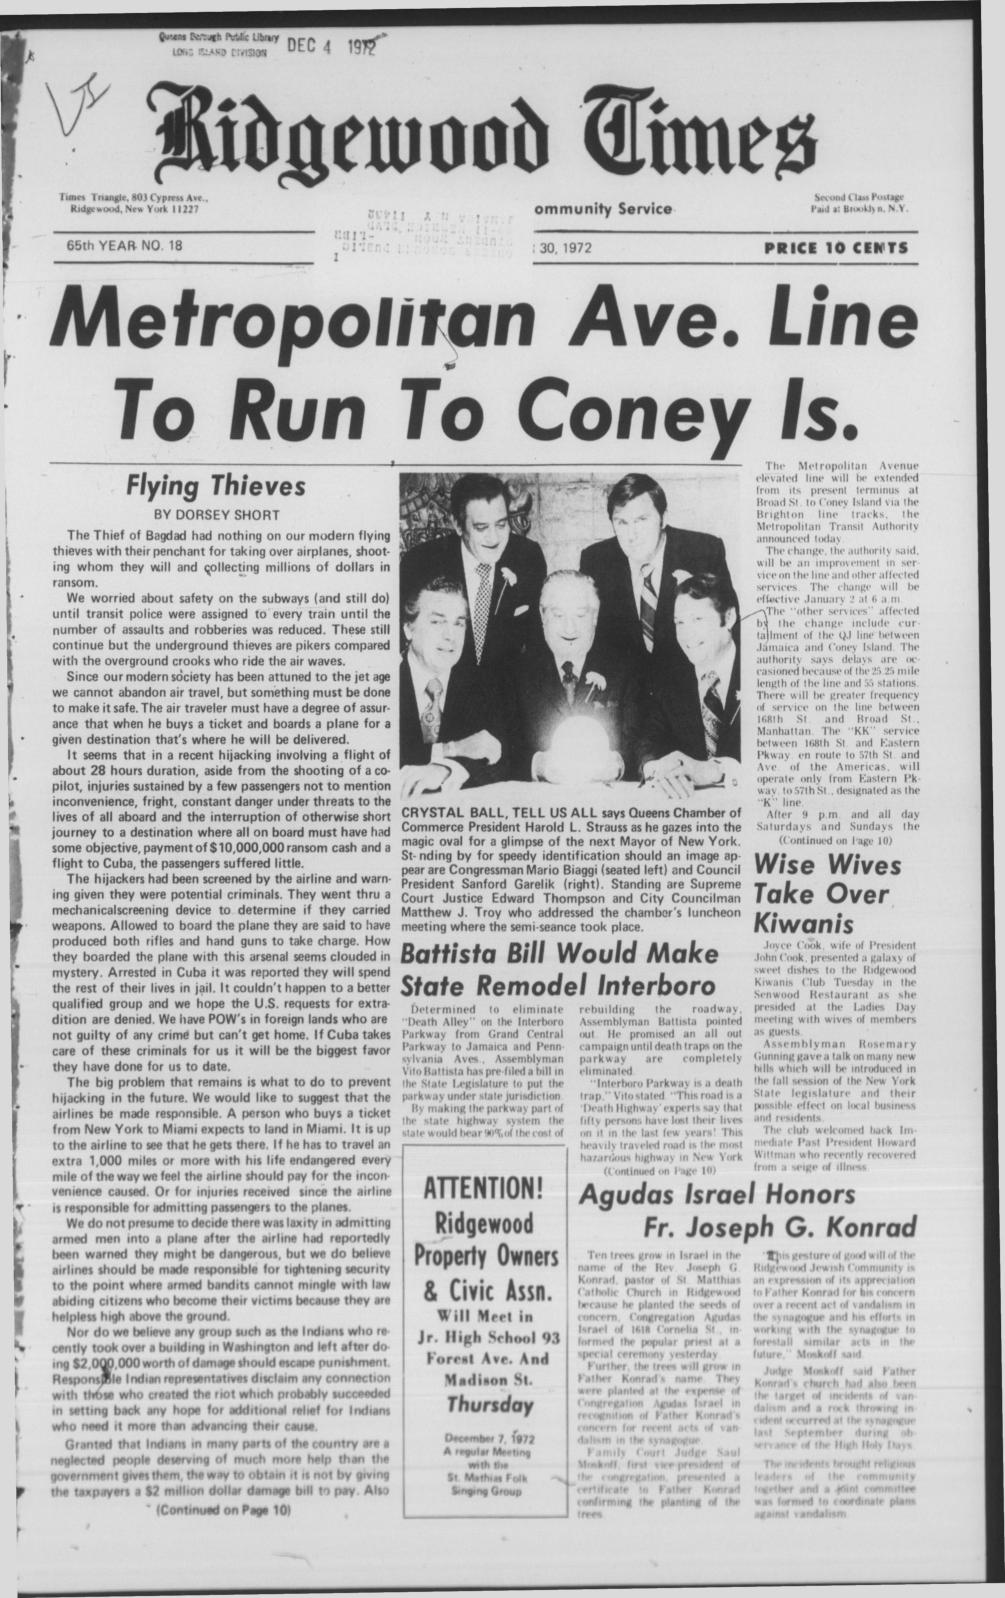 Queens Borough Public Library
LONG ISLAND DIVISION
DEC 4 1972
Ridgewood Times
Times Triangle, 803 Cypress Ave.,
Ridgewood, New York 11227
ommunity Service
Second Class Postage
Paid at Brooklyn, N.Y.
65th YEAR NO. 18
30, 1972
PRICE 10 CENTS
Metropolitan Ave. Line
To Run To Coney Is.
Flying Thieves
BY DORSEY SHORT
The Thief of Bagdad had nothing on our modern flying
thieves with their penchant for taking over airplanes, shoot-
ing whom they will and collecting millions of dollars in
ransom.
We worried about safety on the subways (and still do)
until transit police were assigned to every train until the
number of assaults and robberies was reduced. These still
continue but the underground thieves are pikers compared
with the overground crooks who ride the air waves.
Since our modern society has been attuned to the jet age
we cannot abandon air travel, but something must be done
to make it safe. The air traveler must have a degree of assur-
ance that when he buys a ticket and boards a plane for a
given destination that's where he will be delivered.
It seems that in a recent hijacking involving a flight of
about 28 hours duration, aside from the shooting of a co-
pilot, injuries sustained by a few passengers not to mention
inconvenience, fright, constant danger under threats to the
lives of all aboard and the interruption of otherwise short
journey to a destination where all on board must have had
some objective, payment of $10,000,000 ransom cash and a
flight to Cuba, the passengers suffered little.
The hijackers had been screened by the airline and warn-
ing given they were potential criminals. They went thru a
mechanicalscreening device to determine if they carried
weapons. Allowed to board the plane they are said to have
produced both rifles and hand guns to take charge. How
they boarded the plane with this arsenal seems clouded in
mystery. Arrested in Cuba it was reported they will spend
the rest of their lives in jail. It couldn't happen to a better
qualified group and we hope the U.S. requests for extra-
dition are denied. We have POW's in foreign lands who are
not guilty of any crime but can't get home. If Cuba takes
care of these criminals for us it will be the biggest favor
they have done for us to date.
The big problem that remains is what to do to prevent
hijacking in the future. We would like to suggest that the
airlines be made responsible. A person who buys a ticket
from New York to Miami expects to land in Miami. It is up
to the airline to see that he gets there. If he has to travel an
extra 1,000 miles or more with his life endangered every
mile of the way we feel the airline should pay for the incon-
venience caused. Or for injuries received since the airline
is responsible for admitting passengers to the planes.
We do not presume to decide there was laxity in admitting
armed men into a plane after the airline had reportedly
been warned they might be dangerous, but we do believe
airlines should be made responsible for tightening security
to the point where armed bandits cannot mingle with law
abiding citizens who become their victims because they are
helpless high above the ground.
Nor do we believe any group such as the Indians who re-
cently took over a building in Washington and left after do-
ing $2,000,000 worth of damage should escape punishment.
Responsible Indian representatives disclaim any connection
with those who created the riot which probably succeeded
in setting back any hope for additional relief for Indians
who need it more than advancing their cause.
Granted that Indians in many parts of the country are a
neglected people deserving of much more help than the
government gives them, the way to obtain it is not by giving
the taxpayers a $2 million dollar damage bill to pay. Also
(Continued on Page 10)
CRYSTAL BALL, TELL US ALL says Queens Chamber of
Commerce President Harold L. Strauss as he gazes into the
magic oval for a glimpse of the next Mayor of New York.
St nding by for speedy identification should an image ap-
pear are Congressman Mario Biaggi (seated left) and Council
President Sanford Garelik (right). Standing are Supreme
Court Justice Edward Thompson and City Councilman
Matthew J. Troy who addressed the chamber's luncheon
meeting where the semi-seance took place.
Battista Bill Would Make
State Remodel Interboro
Determined to eliminate
"Death Alley" on the Interboro
Parkway from Grand Central
Parkway to Jamaica and Penn-
sylvania Aves., Assemblyman
Vito Battista has pre-filed a bill in
the State Legislature to put the
parkway under state jurisdiction.
By making the parkway part of
the state highway system the
state would bear 90% of the cost of
rebuilding the roadway,
Assemblyman Battista pointed
out. He promised an all out
campaign until death traps on the
parkway are completely
eliminated.
"Interboro Parkway is a death
trap," Vito stated. "This road is a
'Death Highway' experts say that
fifty persons have lost their lives
on it in the last few years! This
heavily traveled road is the most
hazardous highway in New York
(Continued on Page 10)
ATTENTION!
Ridgewood
Property Owners
& Civic Assn.
Will Meet in
Jr. High School 93
Forest Ave. And
Madison St.
Thursday
December 7, 1972
A regular Meeting
with the
St. Mathias Folk
Singing Group
The Metropolitan Avenue
elevated line will be extended
from its present terminus at
Broad St. to Coney Island via the
Brighton line tracks, the
Metropolitan Transit Authority
announced today.
The change, the authority said,
will be an improvement in ser-
vice on the line and other affected
services. The change will be
effective January 2 at 6 a.m.
The "other services" affected
by the change include cur-
tailment of the QJ line between
Jamaica and Coney Island. The
authority says delays are oc-
casioned because of the 25.25 mile
length of the line and 55 stations.
There will be greater frequency
of service on the line between
168th St. and Broad St.,
Manhattan. The "KK" service
between 168th St. and Eastern
Pkway. en route to 57th St. and
Ave. of the Americas, will
operate only from Eastern Pk-
way. to 57th St., designated as the
"K" line.
After 9 p.m. and all day
Saturdays and Sundays the
(Continued on Page 10)
Wise Wives
Take Over
Kiwanis
Joyce Cook, wife of President
John Cook, presented a galaxy of
sweet dishes to the Ridgewood
Kiwanis Club Tuesday in the
Senwood Restaurant as she
presided at the Ladies Day
meeting with wives of members
as guests.
Assemblyman Rosemary
Gunning gave a talk on many new
bills which will be introduced in
the fall session of the New York
State legislature and their
possible effect on local business
and residents.
The club welcomed back Im-
mediate Past President Howard
Wittman who recently recovered
from a seige of illness.
Agudas Israel Honors
Fr. Joseph G. Konrad
Ten trees grow in Israel in the
name of the Rev. Joseph G.
Konrad, pastor of St. Matthias
Catholic Church in Ridgewood
because he planted the seeds of
concern, Congregation Agudas
Israel of 1618 Cornelia St., in-
formed the popular priest at a
special ceremony yesterday.
Further, the trees will grow in
Father Konrad's name. They
were planted at the expense of
Congregation Agudas Israel in
recognition of Father Konrad's
concern for recent acts of van-
dalism in the synagogue.
Family Court Judge Saul
Moskoff, first vice president of
the congregation, presented a
certificate to Father Konrad
confirming the planting of the
trees.
"This gesture of good will of the
Ridgewood Jewish Community is
an expression of its appreciation
to Father Konrad for his concern
over a recent act of vandalism in
the synagogue and his efforts in
working with the synagogue to
forestall similar acts in the
future," Moskoff said.
Judge Moskoff said Father
Konrad's church had also been
the target of incidents of van-
dalism and a rock throwing in-
cident occurred at the synagogue
last September during ob-
servance of the High Holy Days.
The incidents brought religious
leaders of the community
together and a joint committee
was formed to coordinate plans
against vandalism.